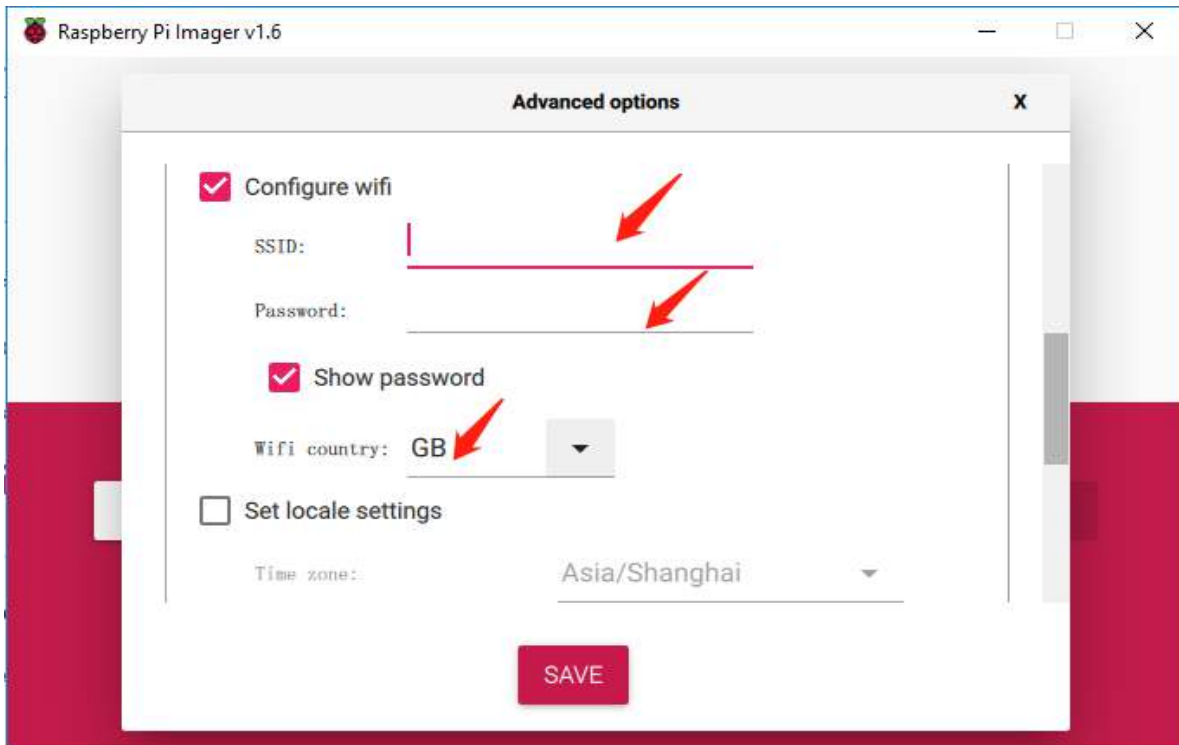 Raspberry Pi Imager v1.6
Advanced options X
Configure wifi
SSID:
Password:
Show password
Wifi country: GB
Set locale settings
Time zone: Asia/Shanghai
SAVE